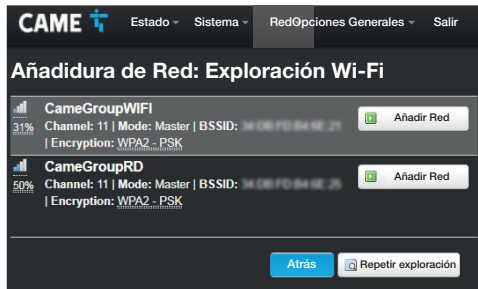 CAME
Estado
Sistema
RedOpciones Generales
Salir
Añadidura de Red: Exploración Wi-Fi
CameGroupWIFI
31%
Channel: 11 | Mode: Master | BSSID:
| Encryption: WPA2 - PSK
Añadir Red
CameGroupRD
50%
Channel: 11 | Mode: Master | BSSID:
| Encryption: WPA2 - PSK
Añadir Red
Atrás
Repetir exploración